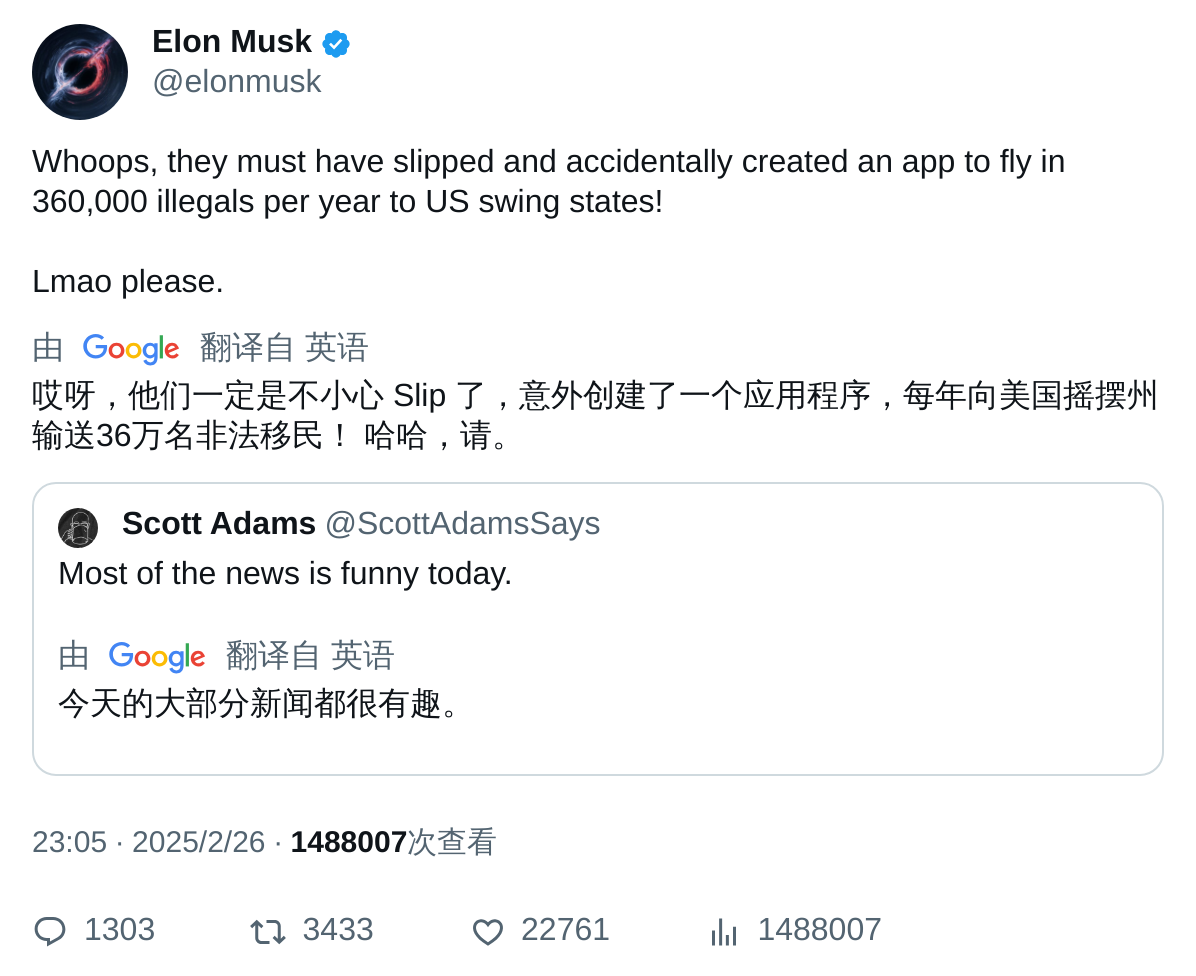 Elon Musk
@elonmusk
Whoops, they must have slipped and accidentally created an app to fly in
360,000 illegals per year to US swing states!
Lmao please.
由 Google 翻译自 英语
哎呀，他们一定是不小心 Slip 了，意外创建了一个应用程序，每年向美国摇摆州
输送36万名非法移民！ 哈哈，请。
Scott Adams @ScottAdamsSays
Most of the news is funny today.
由 Google 翻译自 英语
今天的大部分新闻都很有趣。
23:05 · 2025/2/26 · 1488007次查看
1303 3433 22761 1488007